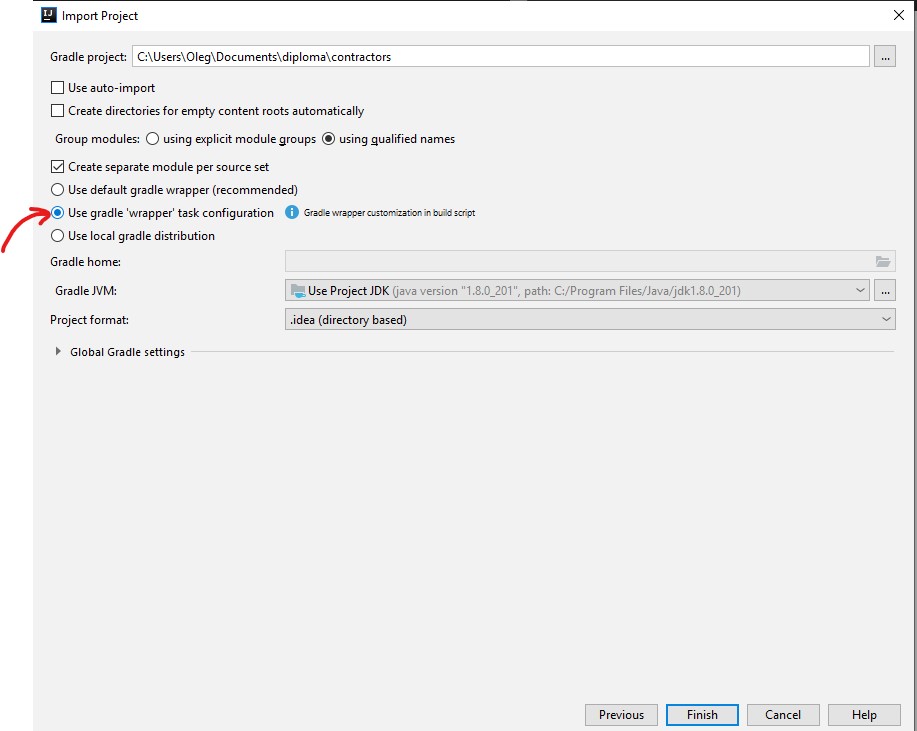 IJ Import Project
Gradle project: C:\Users\Oleg\Documents\diploma\contractors ...
Use auto-import
Create directories for empty content roots automatically
Group modules: using explicit module groups using qualified names
Create separate module per source set
Use default gradle wrapper (recommended)
Use gradle 'wrapper' task configuration i Gradle wrapper customization in build script
Use local gradle distribution
Gradle home:
Gradle JVM: Use Project JDK (java version "1.8.0_201", path: C:/Program Files/Java/jdk1.8.0_201) ...
Project format: .idea (directory based)
Global Gradle settings
Previous Finish Cancel Help